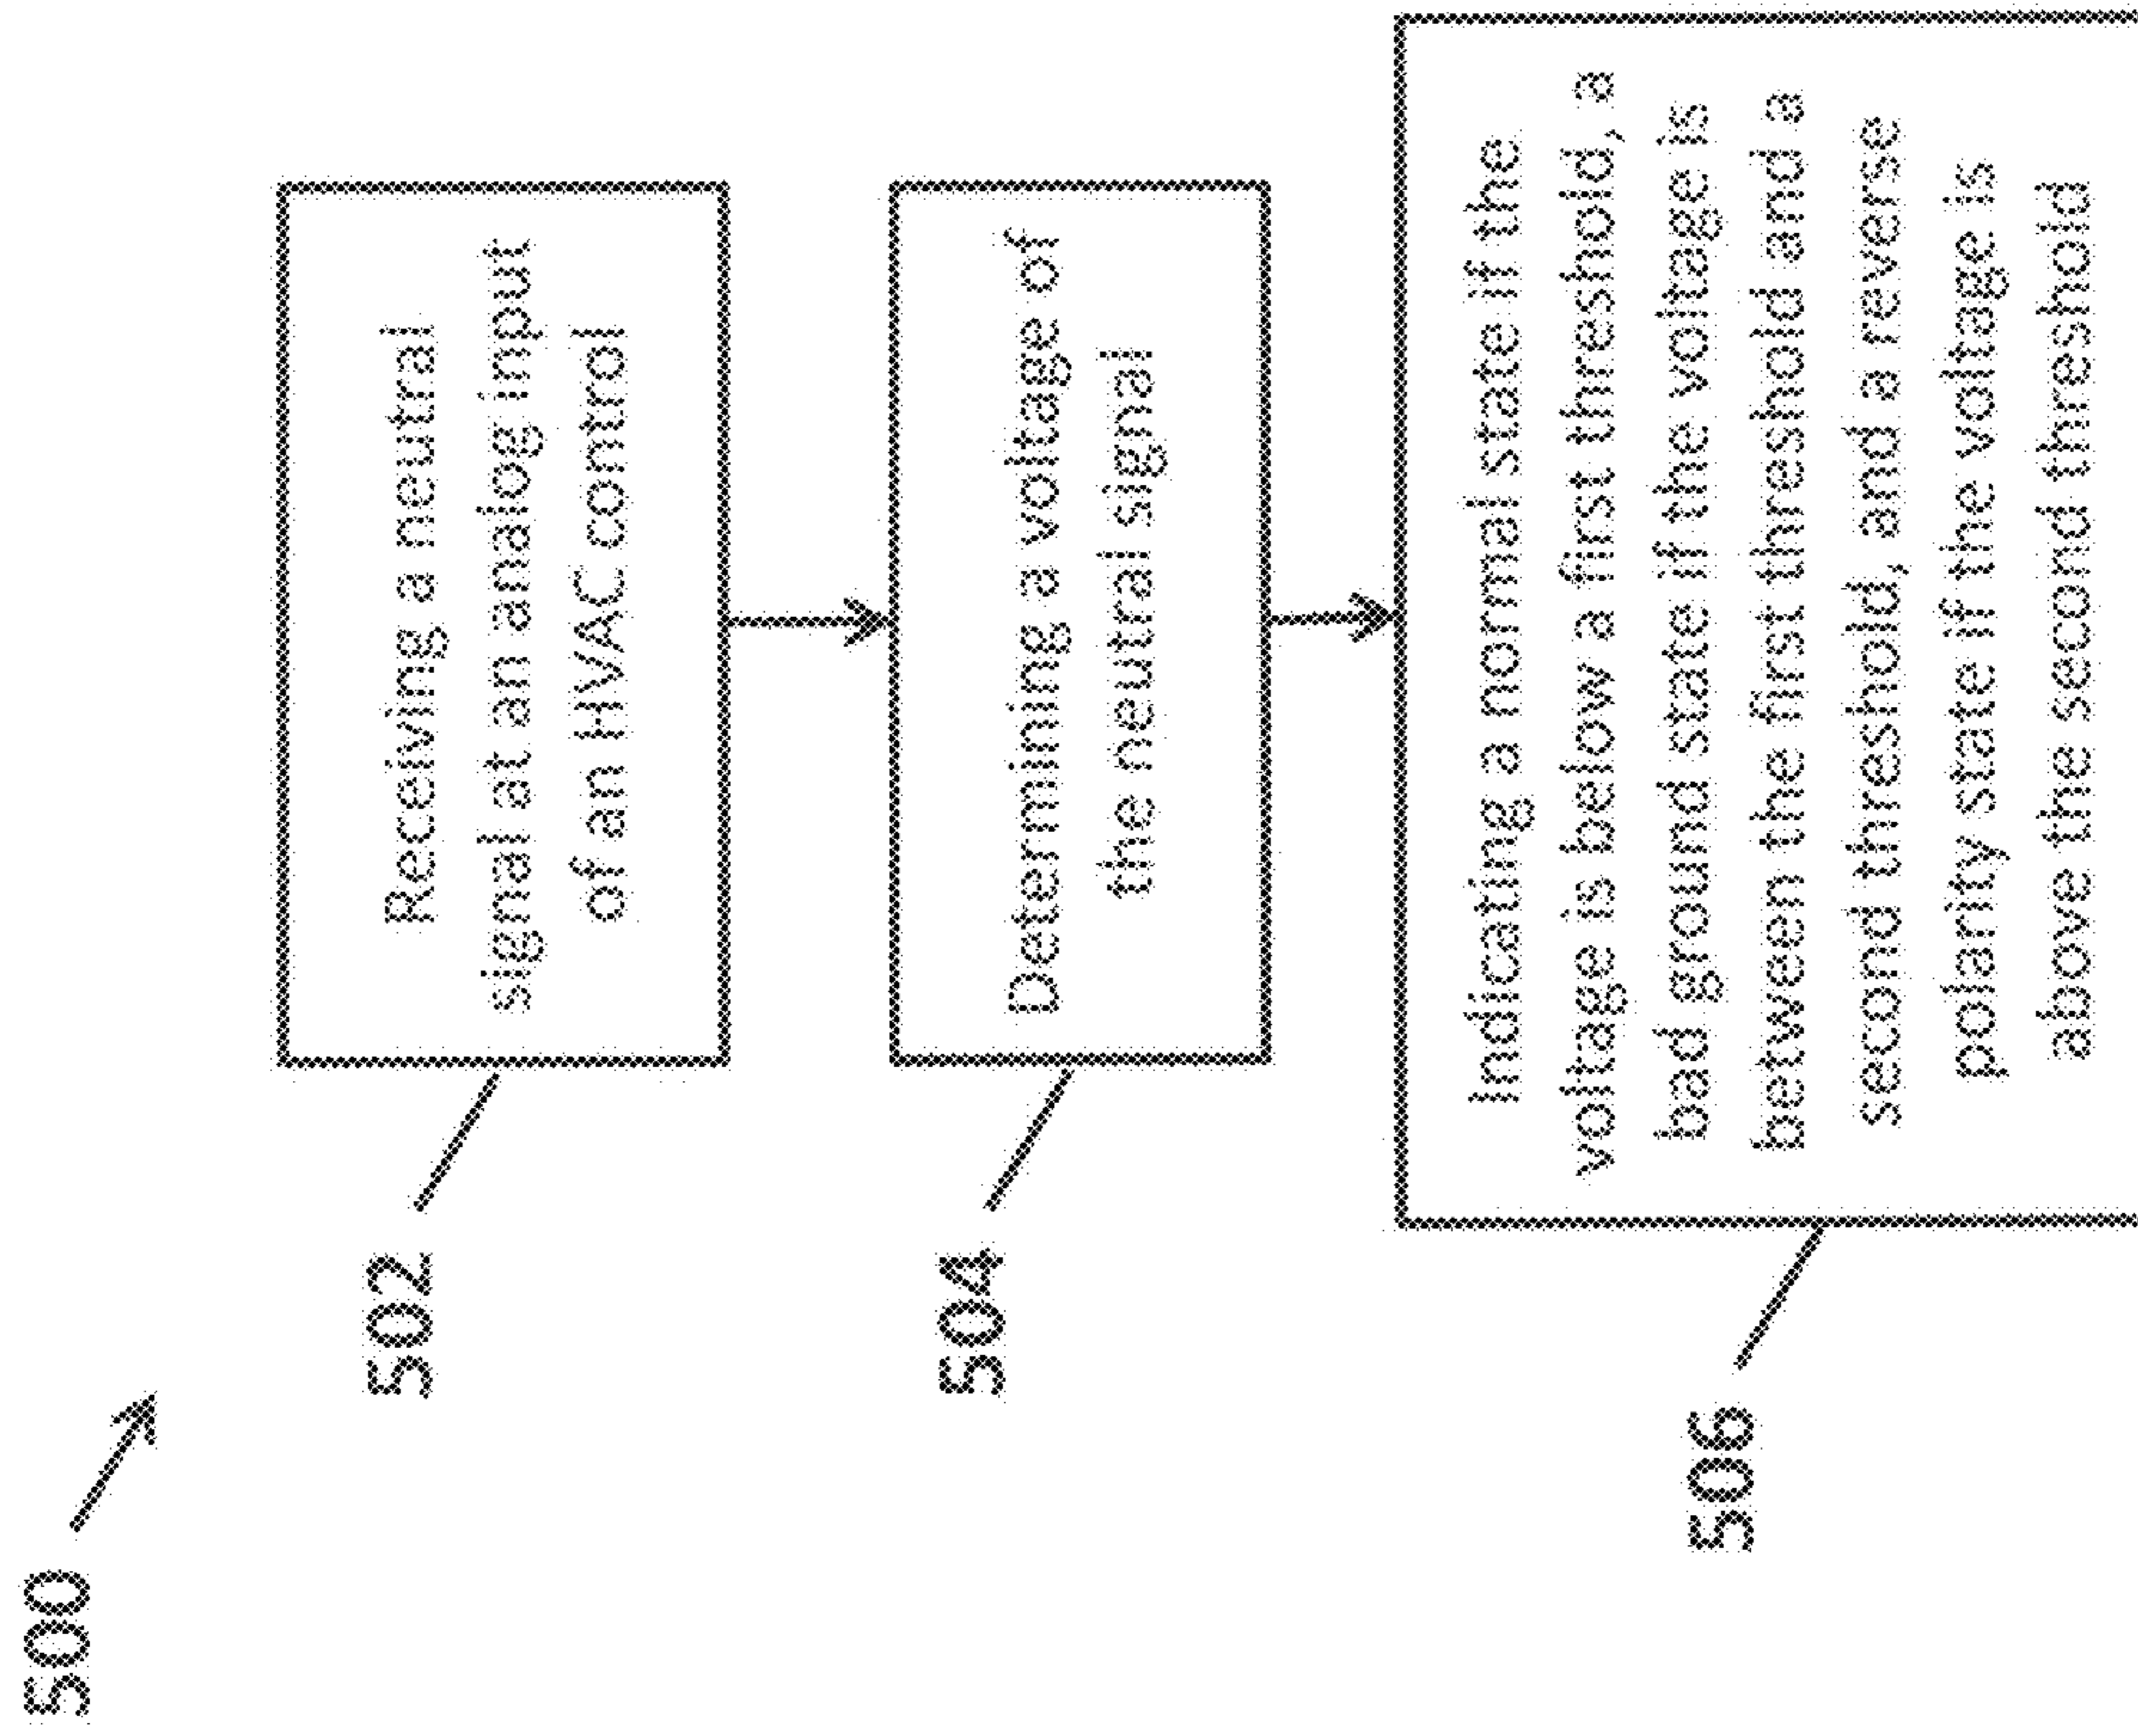 500
502
Receiving a neutral
signal at an analog input
of an HVAC control
504
Determining a voltage of
the neutral signal
506
Indicating a normal state if the
voltage is below a first threshold, a
bad ground state if the voltage is
between the first threshold and a
second threshold, and a reverse
polarity state if the voltage is
above the second threshold